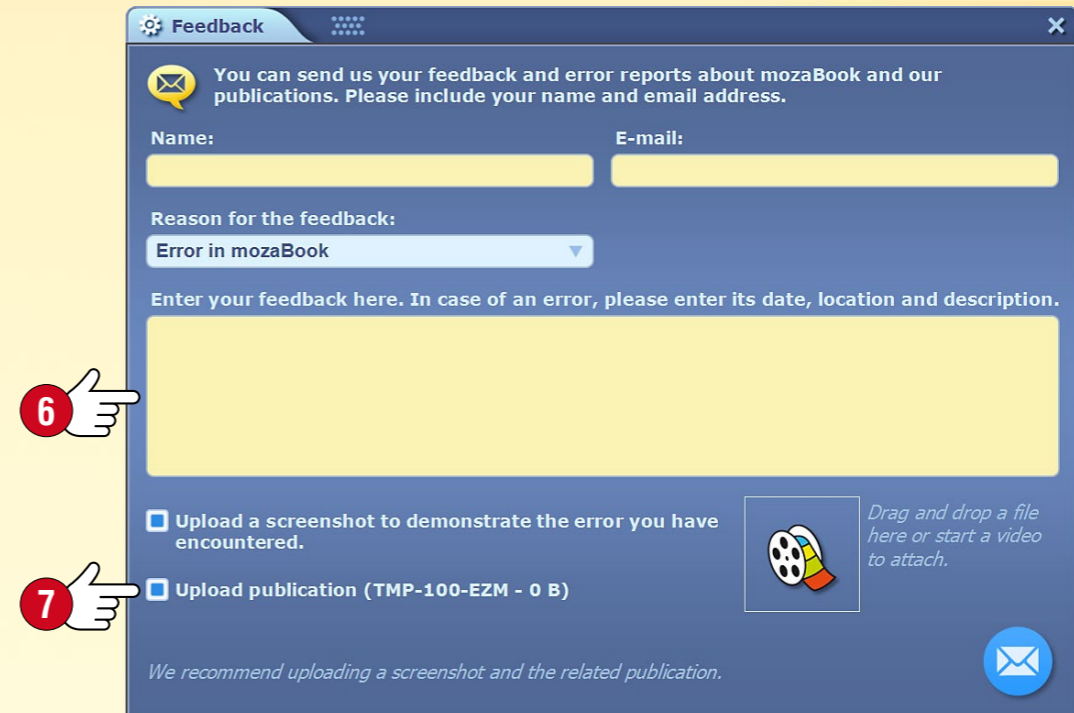 Feedback
You can send us your feedback and error reports about mozaBook and our
publications. Please include your name and email address.
Name:
E-mail:
Reason for the feedback:
Error in mozaBook
Enter your feedback here. In case of an error, please enter its date, location and description.
6
Upload a screenshot to demonstrate the error you have
encountered.
Drag and drop a file
here or start a video
to attach.
7
Upload publication (TMP-100-EZM - 0 B)
We recommend uploading a screenshot and the related publication.